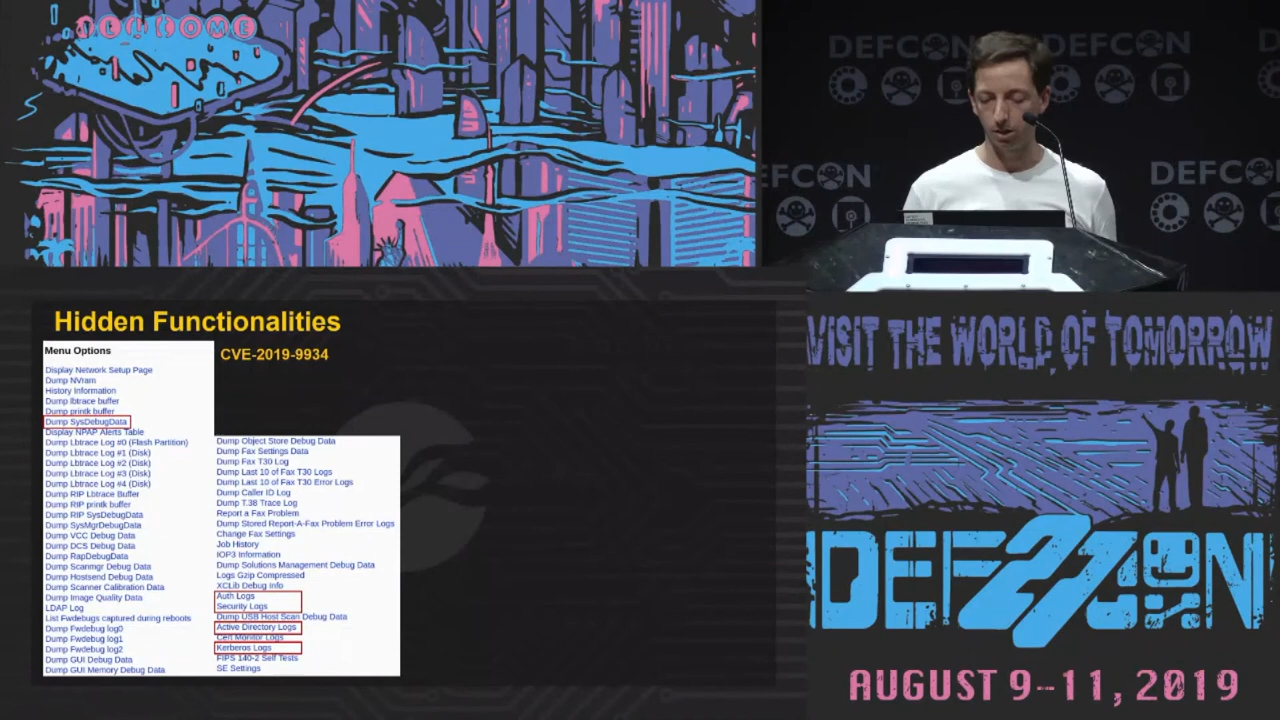 WELCOME
DEFCON
DEFCON
DEFCON
DEFCON
Hidden Functionalities
CVE-2019-9934
Menu Options
Display Network Setup Page
Dump NVram
History Information
Dump lbtrace buffer
Dump printk buffer
Dump SysDebugData
Display NPAP Alerts Table
Dump Lbtrace Log #0 (Flash Partition)
Dump Lbtrace Log #1 (Disk)
Dump Lbtrace Log #2 (Disk)
Dump Lbtrace Log #3 (Disk)
Dump Lbtrace Log #4 (Disk)
Dump RIP Lbtrace Buffer
Dump RIP printk buffer
Dump RIP SysDebugData
Dump SysMgrDebugData
Dump VCC Debug Data
Dump DCS Debug Data
Dump RapDebugData
Dump Scanmgr Debug Data
Dump Hostsend Debug Data
Dump Scanner Calibration Data
Dump Image Quality Data
LDAP Log
List Fwdebugs captured during reboots
Dump Fwdebug log0
Dump Fwdebug log1
Dump Fwdebug log2
Dump GUI Debug Data
Dump GUI Memory Debug Data
Dump Object Store Debug Data
Dump Fax Settings Data
Dump Fax T30 Log
Dump Last 10 of Fax T30 Logs
Dump Last 10 of Fax T30 Error Logs
Dump Caller ID Log
Dump T.38 Trace Log
Report a Fax Problem
Dump Stored Report-A-Fax Problem Error Logs
Change Fax Settings
Job History
IOP3 Information
Dump Solutions Management Debug Data
Logs Gzip Compressed
XCLib Debug Info
Auth Logs
Security Logs
Dump USB Host Scan Debug Data
Active Directory Logs
Cert Monitor Logs
Kerberos Logs
FIPS 140-2 Self Tests
SE Settings
VISIT THE WORLD OF TOMORROW
DEF 27 CON
AUGUST 9-11, 2019